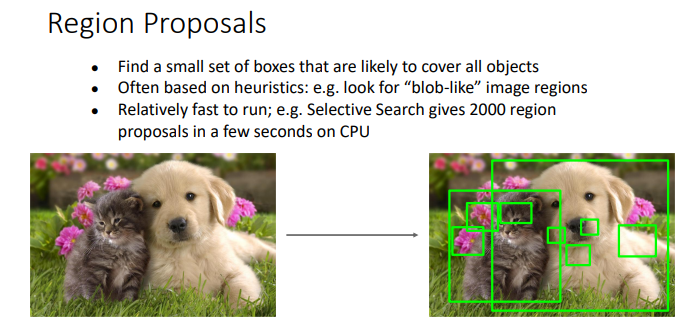 Region Proposals
• Find a small set of boxes that are likely to cover all objects
• Often based on heuristics: e.g. look for “blob-like” image regions
• Relatively fast to run; e.g. Selective Search gives 2000 region
proposals in a few seconds on CPU